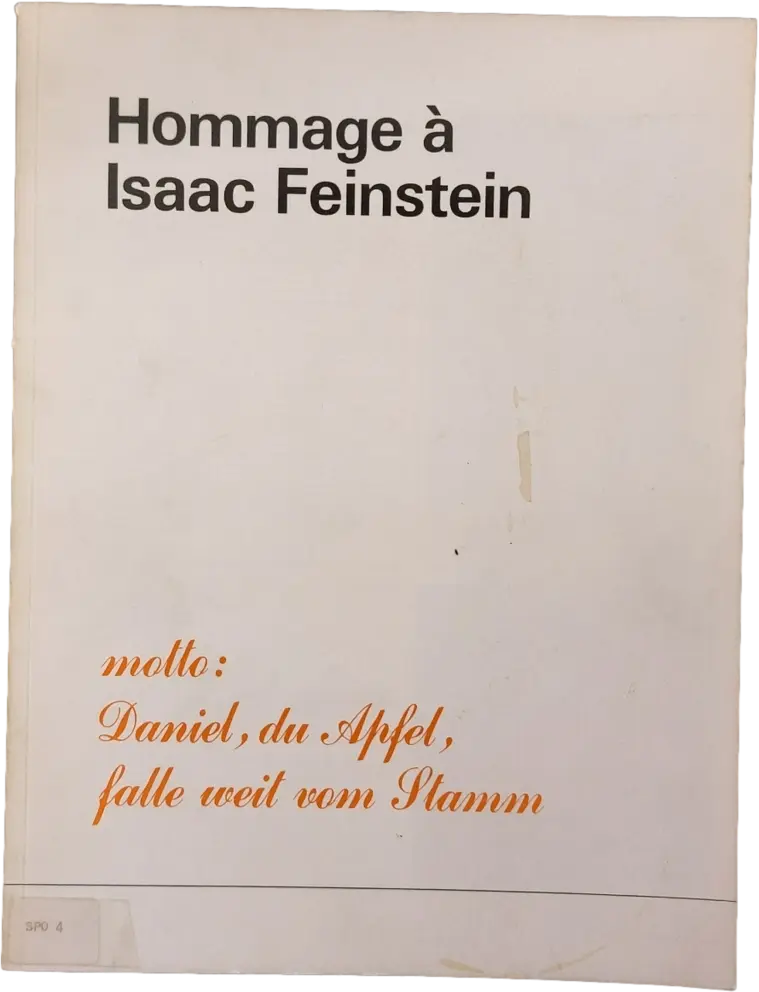 Hommage à
Isaac Feinstein
motto:
Daniel, du Apfel,
falle weit vom Stamm
SPO 4